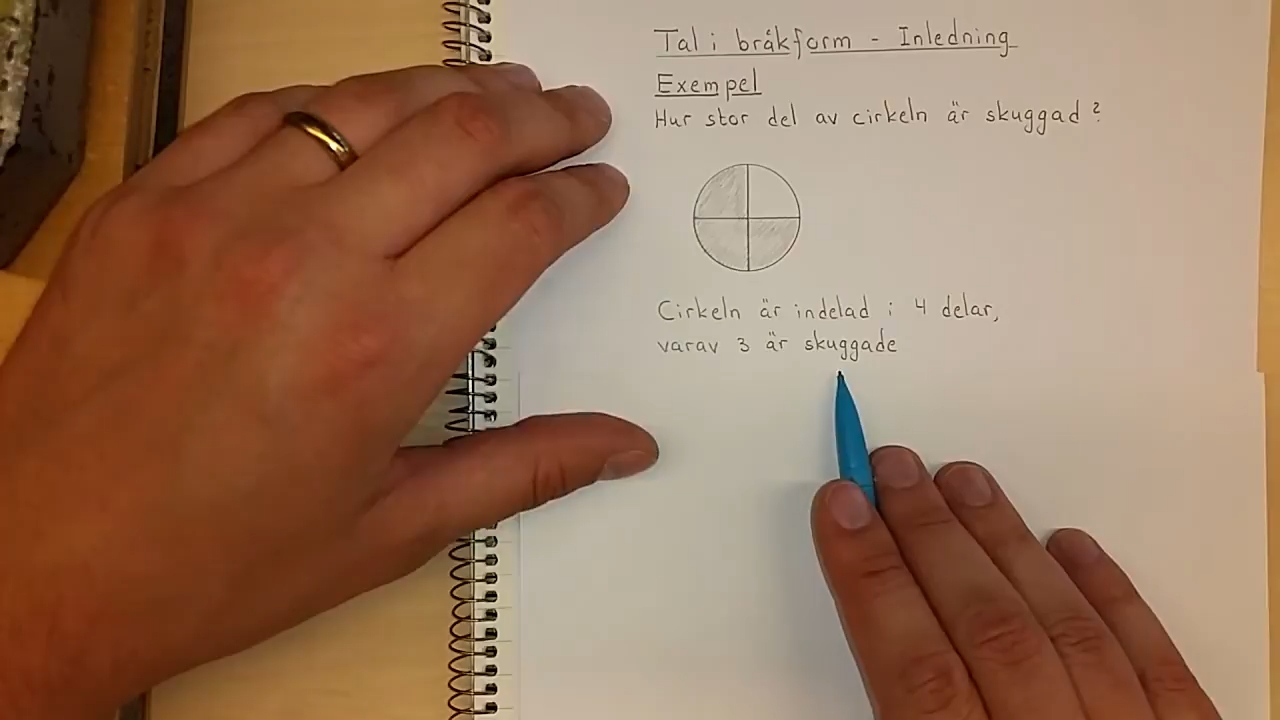 Tal i bråkform - Inledning
Exempel
Hur stor del av cirkeln är skuggad?
Cirkeln är indelad i 4 delar,
varav 3 är skuggade